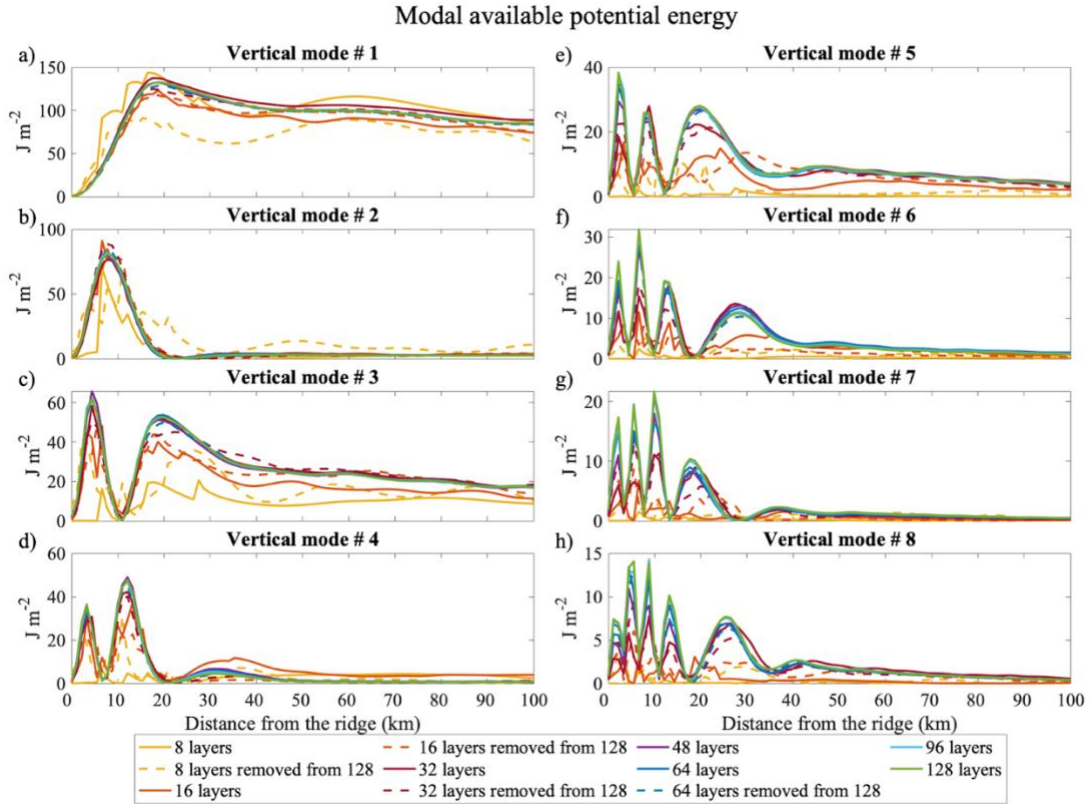 Modal available potential energy
a) Vertical mode # 1
150
100
50
0
J m-2
b) Vertical mode # 2
100
50
0
J m-2
c) Vertical mode # 3
60
40
20
0
J m-2
d) Vertical mode # 4
60
40
20
0
J m-2
0 10 20 30 40 50 60 70 80 90 100
Distance from the ridge (km)
e) Vertical mode # 5
40
20
0
J m-2
f) Vertical mode # 6
30
20
10
0
J m-2
g) Vertical mode # 7
20
10
0
J m-2
h) Vertical mode # 8
15
10
5
0
J m-2
0 10 20 30 40 50 60 70 80 90 100
Distance from the ridge (km)
8 layers
8 layers removed from 128
16 layers
16 layers removed from 128
32 layers
32 layers removed from 128
48 layers
64 layers
64 layers removed from 128
96 layers
128 layers